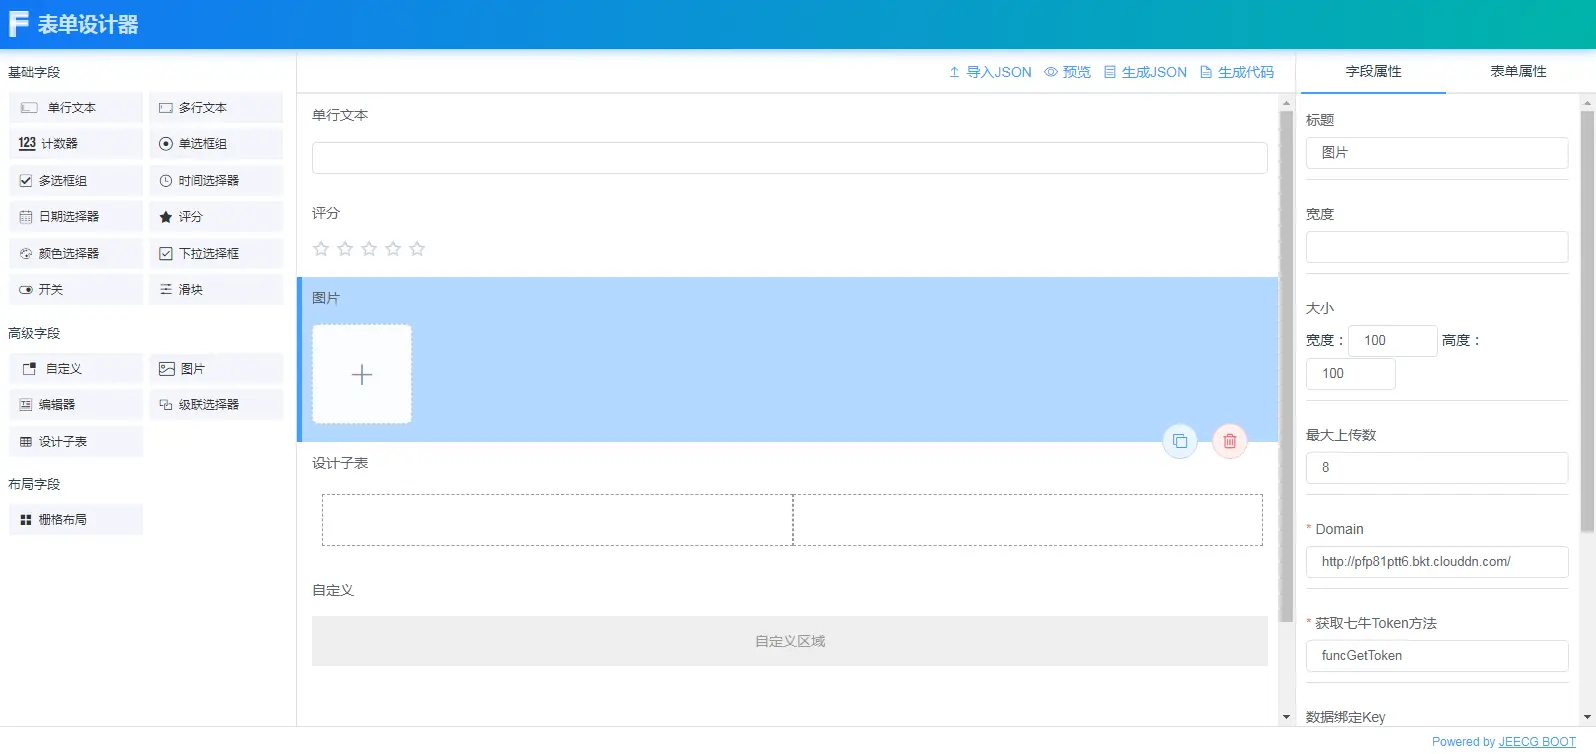 表单设计器
导入JSON 预览 生成JSON 生成代码
基础字段
单行文本 多行文本
123 计数器 单选框组
多选框组 时间选择器
日期选择器 评分
颜色选择器 下拉选择框
开关 滑块
高级字段
自定义 图片
编辑器 级联选择器
设计子表
布局字段
栅格布局
单行文本
评分
图片
设计子表
自定义
自定义区域
字段属性 表单属性
标题
图片
宽度
大小
宽度： 100 高度：
100
最大上传数
8
* Domain
http://pfp81ptt6.bkt.clouddn.com/
* 获取七牛Token方法
funcGetToken
数据绑定Key
Powered by JEECG BOOT